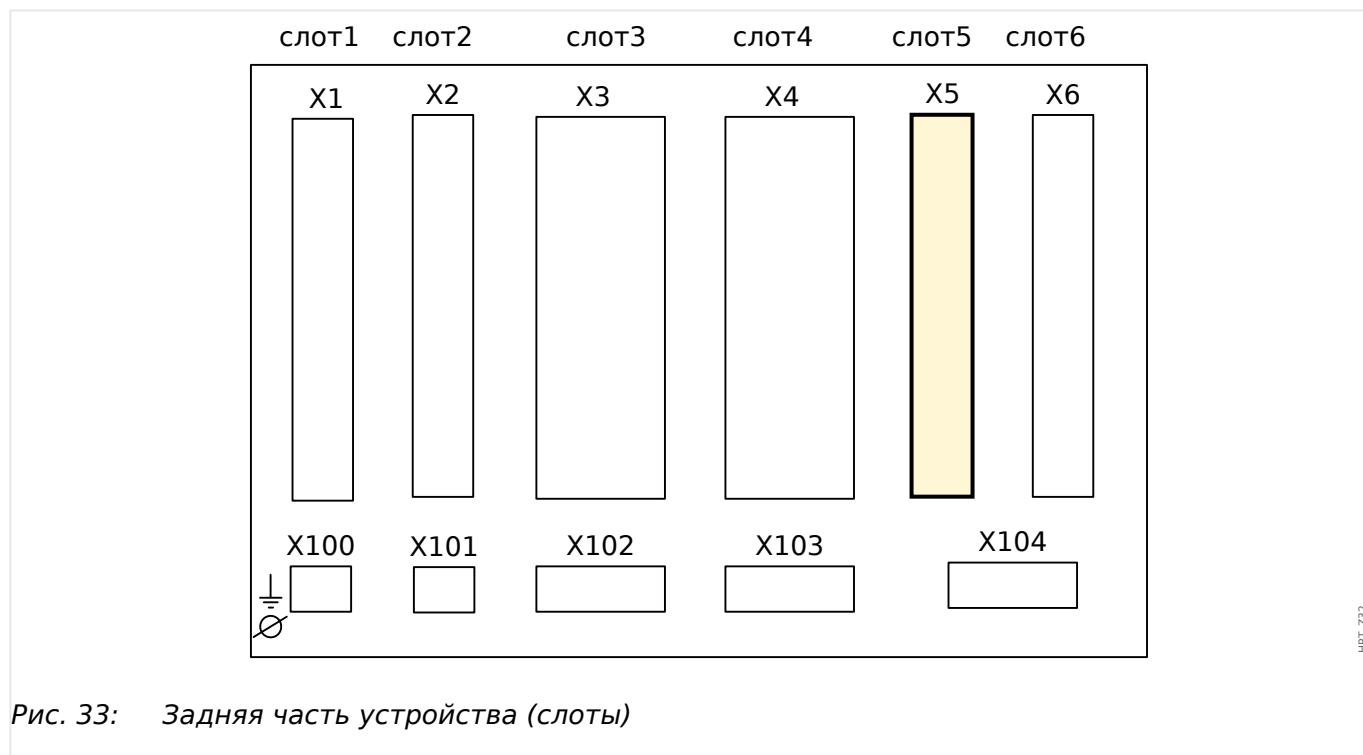 слот1 слот2 слот3 слот4 слот5 слот6
X1 X2 X3 X4 X5 X6
X100 X101 X102 X103 X104
Рис. 33: Задняя часть устройства (слоты)